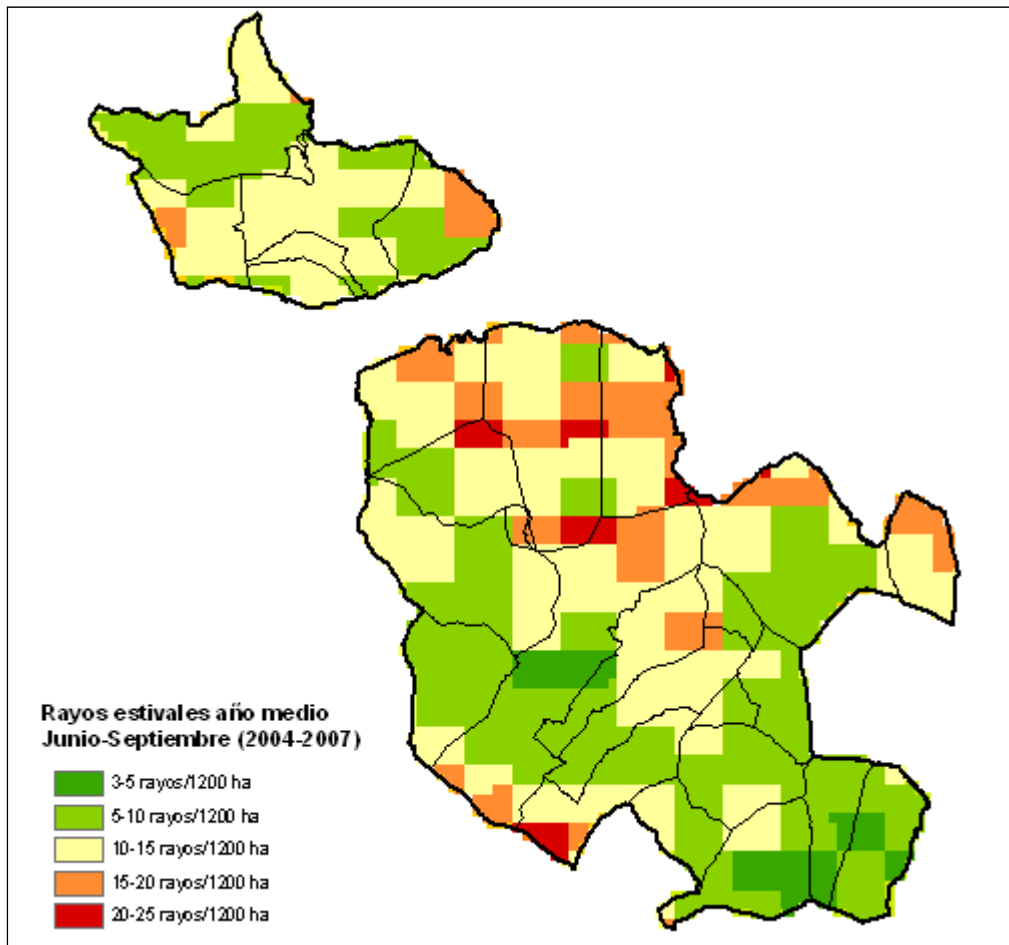 Rayos estivales año medio
Junio-Septiembre (2004-2007)
3-5 rayos/1200 ha
5-10 rayos/1200 ha
10-15 rayos/1200 ha
15-20 rayos/1200 ha
20-25 rayos/1200 ha